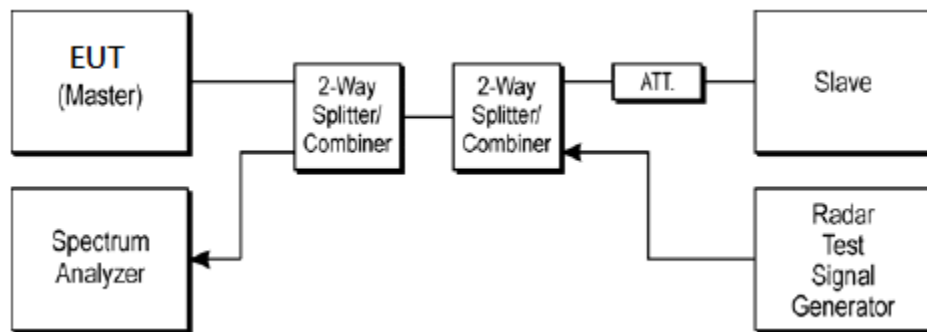 EUT
(Master)
2-Way
Splitter/
Combiner
2-Way
Splitter/
Combiner
ATT.
Slave
Spectrum
Analyzer
Radar
Test
Signal
Generator